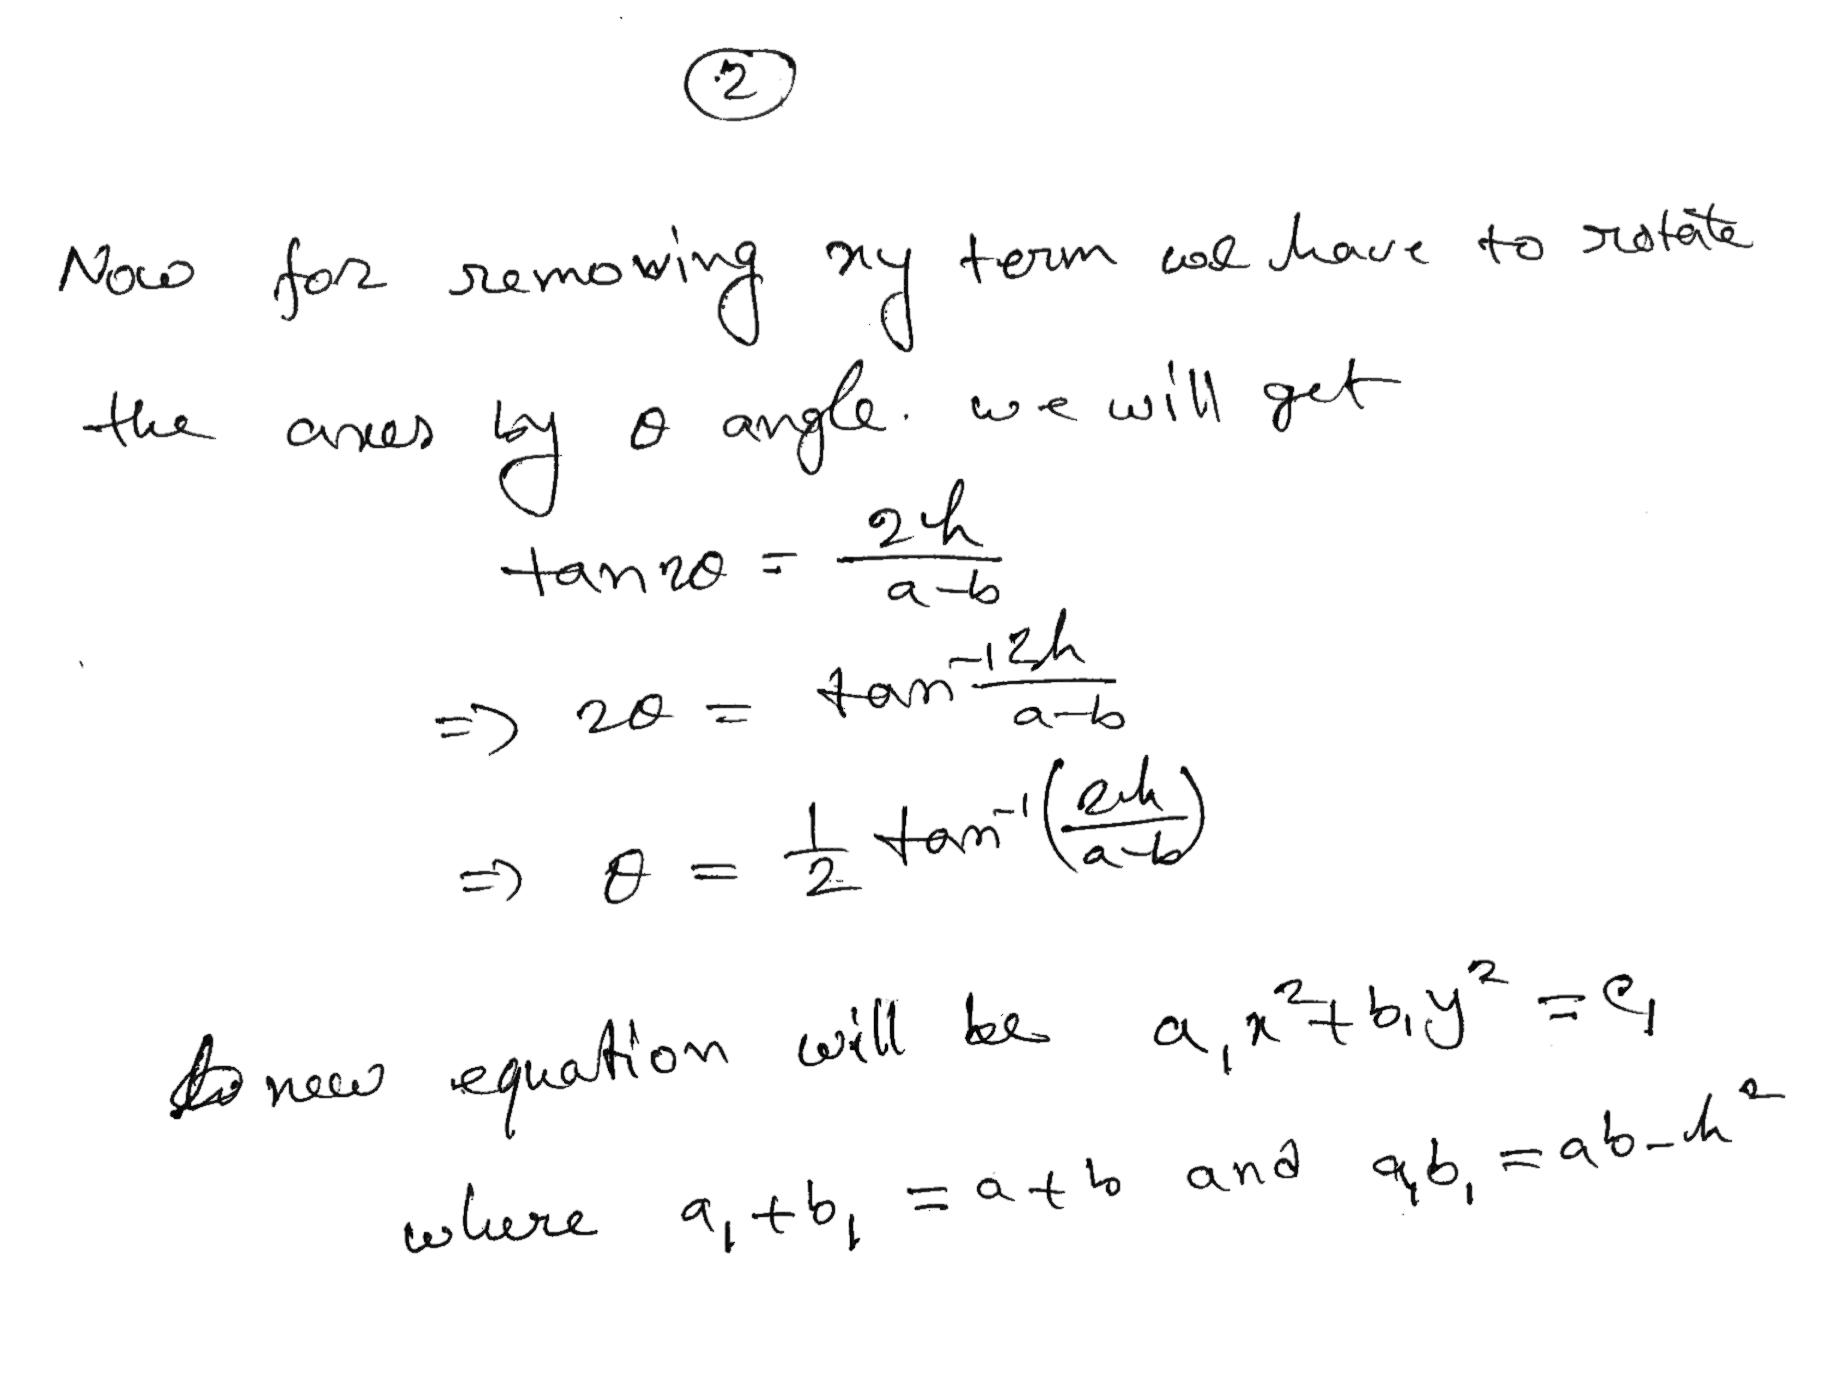 2
Now for removing xy term we have to rotate
the axes by θ angle. we will get
tan2θ = 2h/(a-b)
=> 2θ = tan⁻¹ 2h/(a-b)
=> θ = 1/2 tan⁻¹(2h/(a-b))
new equation will be a₁x²+b₁y² = c₁
where a₁+b₁ = a+b and a₁b₁ = ab-h²